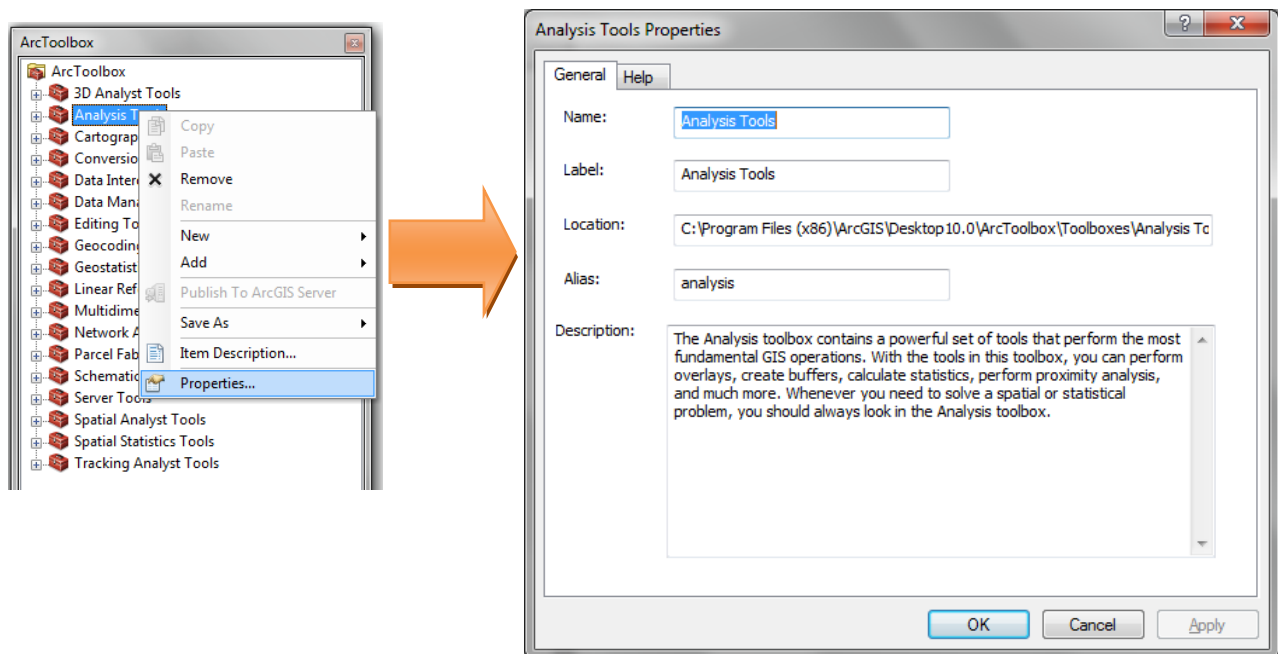 ArcToolbox
ArcToolbox
3D Analyst Tools
Analysis T
Cartograp
Conversio
Data Inter
Data Man
Editing To
Geocodin
Geostatist
Linear Ref
Multidime
Network A
Parcel Fab
Schematic
Server Tools
Spatial Analyst Tools
Spatial Statistics Tools
Tracking Analyst Tools
Copy
Paste
Remove
Rename
New
Add
Publish To ArcGIS Server
Save As
Item Description...
Properties...
Analysis Tools Properties
General Help
Name: Analysis Tools
Label: Analysis Tools
Location: C:\Program Files (x86)\ArcGIS\Desktop10.0\ArcToolbox\Toolboxes\Analysis To
Alias: analysis
Description: The Analysis toolbox contains a powerful set of tools that perform the most
fundamental GIS operations. With the tools in this toolbox, you can perform
overlays, create buffers, calculate statistics, perform proximity analysis,
and much more. Whenever you need to solve a spatial or statistical
problem, you should always look in the Analysis toolbox.
OK Cancel Apply